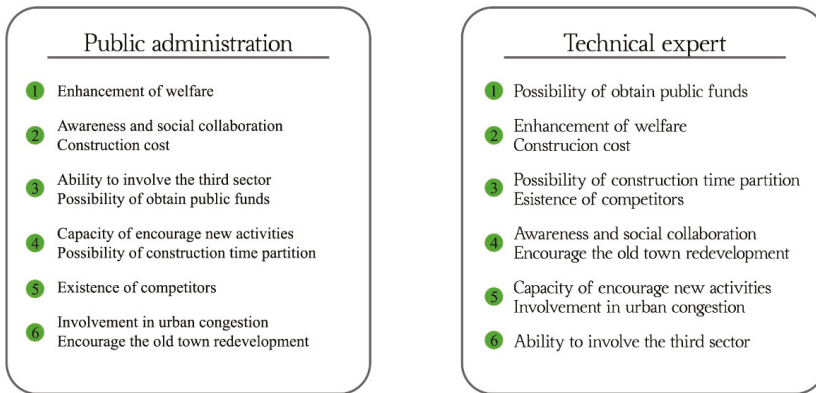 Public administration
1 Enhancement of welfare
2 Awareness and social collaboration
Construction cost
3 Ability to involve the third sector
Possibility of obtain public funds
4 Capacity of encourage new activities
Possibility of construction time partition
5 Existence of competitors
6 Involvement in urban congestion
Encourage the old town redevelopment
Technical expert
1 Possibility of obtain public funds
2 Enhancement of welfare
Construcion cost
3 Possibility of construction time partition
Esistence of competitors
4 Awareness and social collaboration
Encourage the old town redevelopment
5 Capacity of encourage new activities
Involvement in urban congestion
6 Ability to involve the third sector